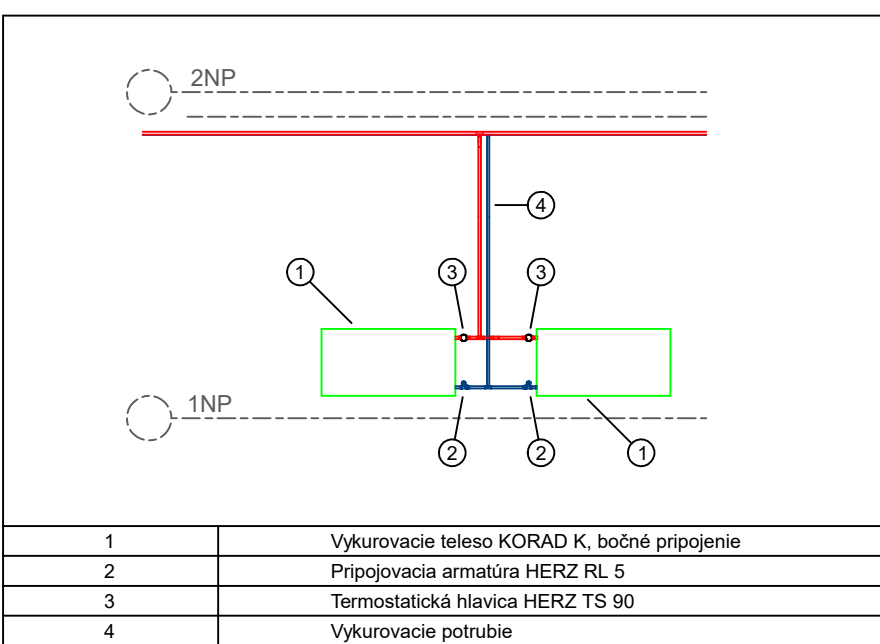 2NP
4
1
3
3
1NP
2
2
1
1 Vykurovacie teleso KORAD K, bočné pripojenie
2 Pripojovacia armatúra HERZ RL 5
3 Termostatická hlavica HERZ TS 90
4 Vykurovacie potrubie